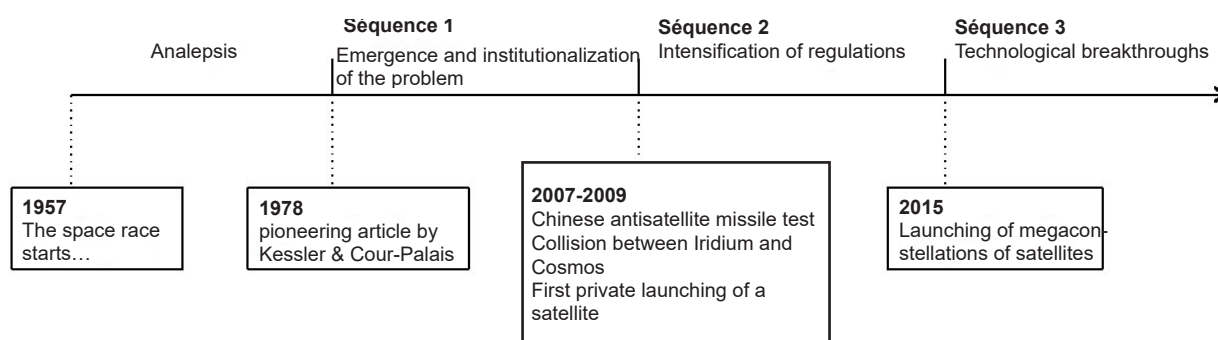 Analepsis
Séquence 1
Emergence and institutionalization
of the problem
Séquence 2
Intensification of regulations
Séquence 3
Technological breakthroughs
1957
The space race
starts…
1978
pioneering article by
Kessler & Cour-Palais
2007-2009
Chinese antisatellite missile test
Collision between Iridium and
Cosmos
First private launching of a
satellite
2015
Launching of megacon-
stellations of satellites